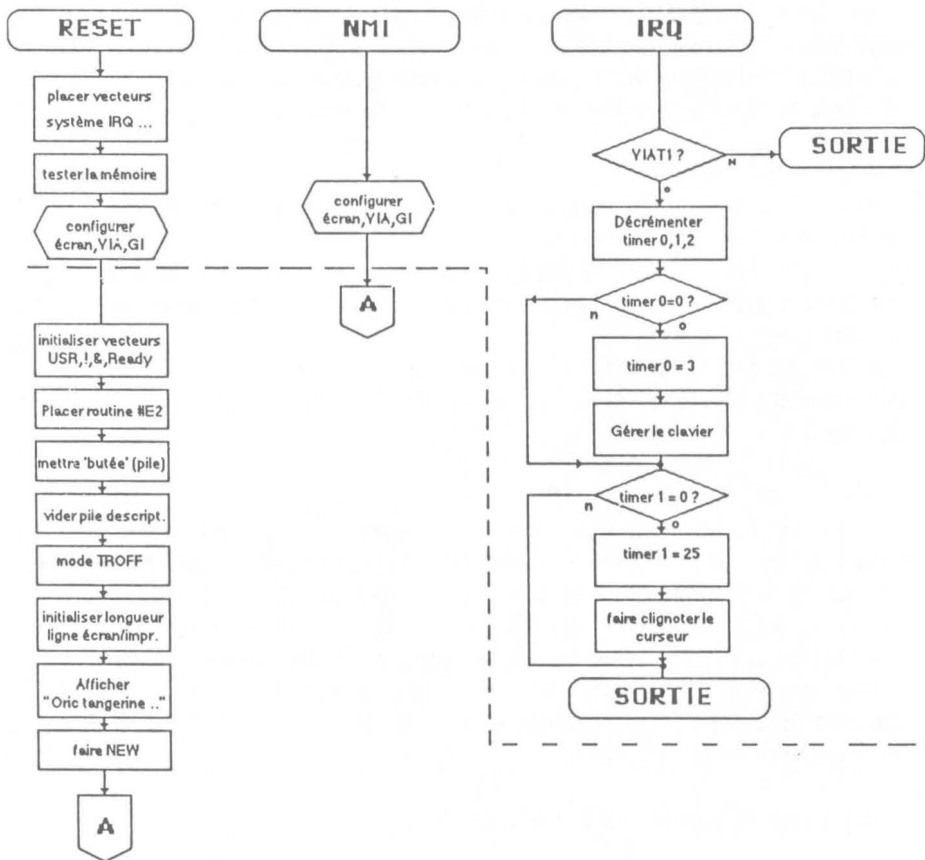 RESET
placer vecteurs
système IRQ ...
tester la mémoire
configurer
écran,VIA,GI
initialiser vecteurs
USR,!,&,Ready
Placer routine #E2
mettre 'butée' (pile)
vider pile descript.
mode TROFF
initialiser longueur
ligne écran/impr.
Afficher
"Oric tangerine .."
faire NEW
A
NMI
configurer
écran,VIA,GI
A
IRQ
VIAT1 ?
N
SORTIE
o
Décrémenter
timer 0,1,2
timer 0=0 ?
n
o
timer 0 = 3
Gérer le clavier
timer 1 = 0 ?
n
o
timer 1 = 25
faire clignoter le
curseur
SORTIE